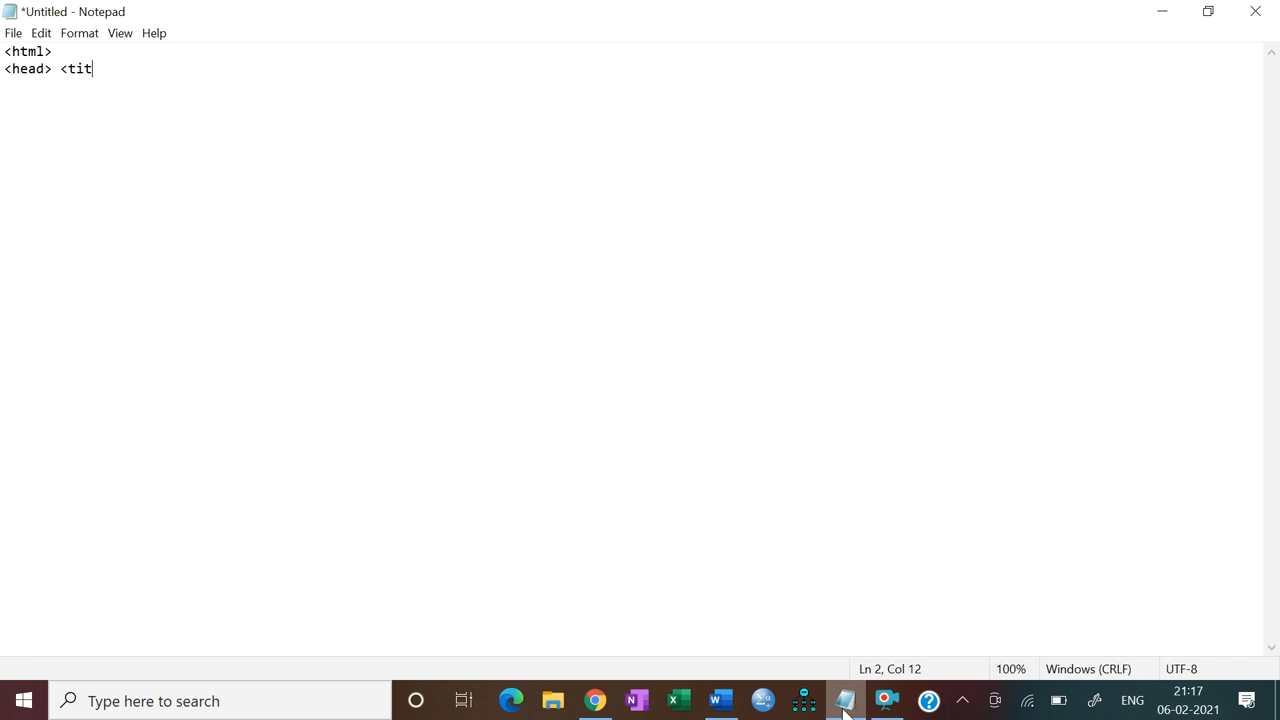 *Untitled - Notepad
File Edit Format View Help
<html>
<head> <tit
Ln 2, Col 12 100% Windows (CRLF) UTF-8
Type here to search
ENG
21:17
06-02-2021